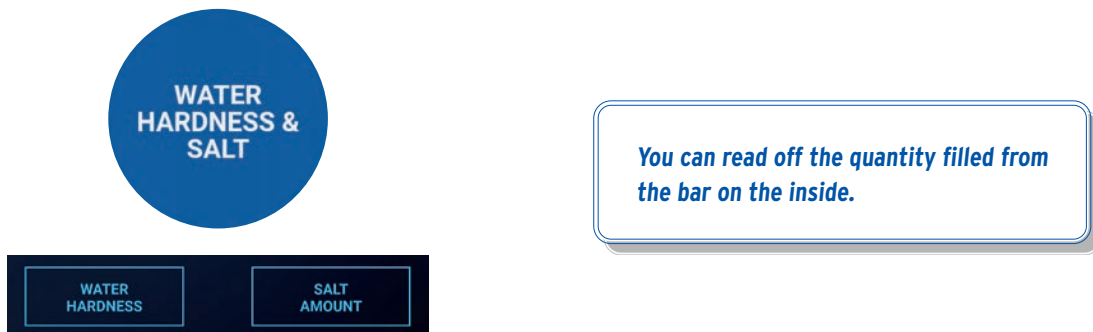 WATER
HARDNESS &
SALT
You can read off the quantity filled from
the bar on the inside.
WATER
HARDNESS
SALT
AMOUNT